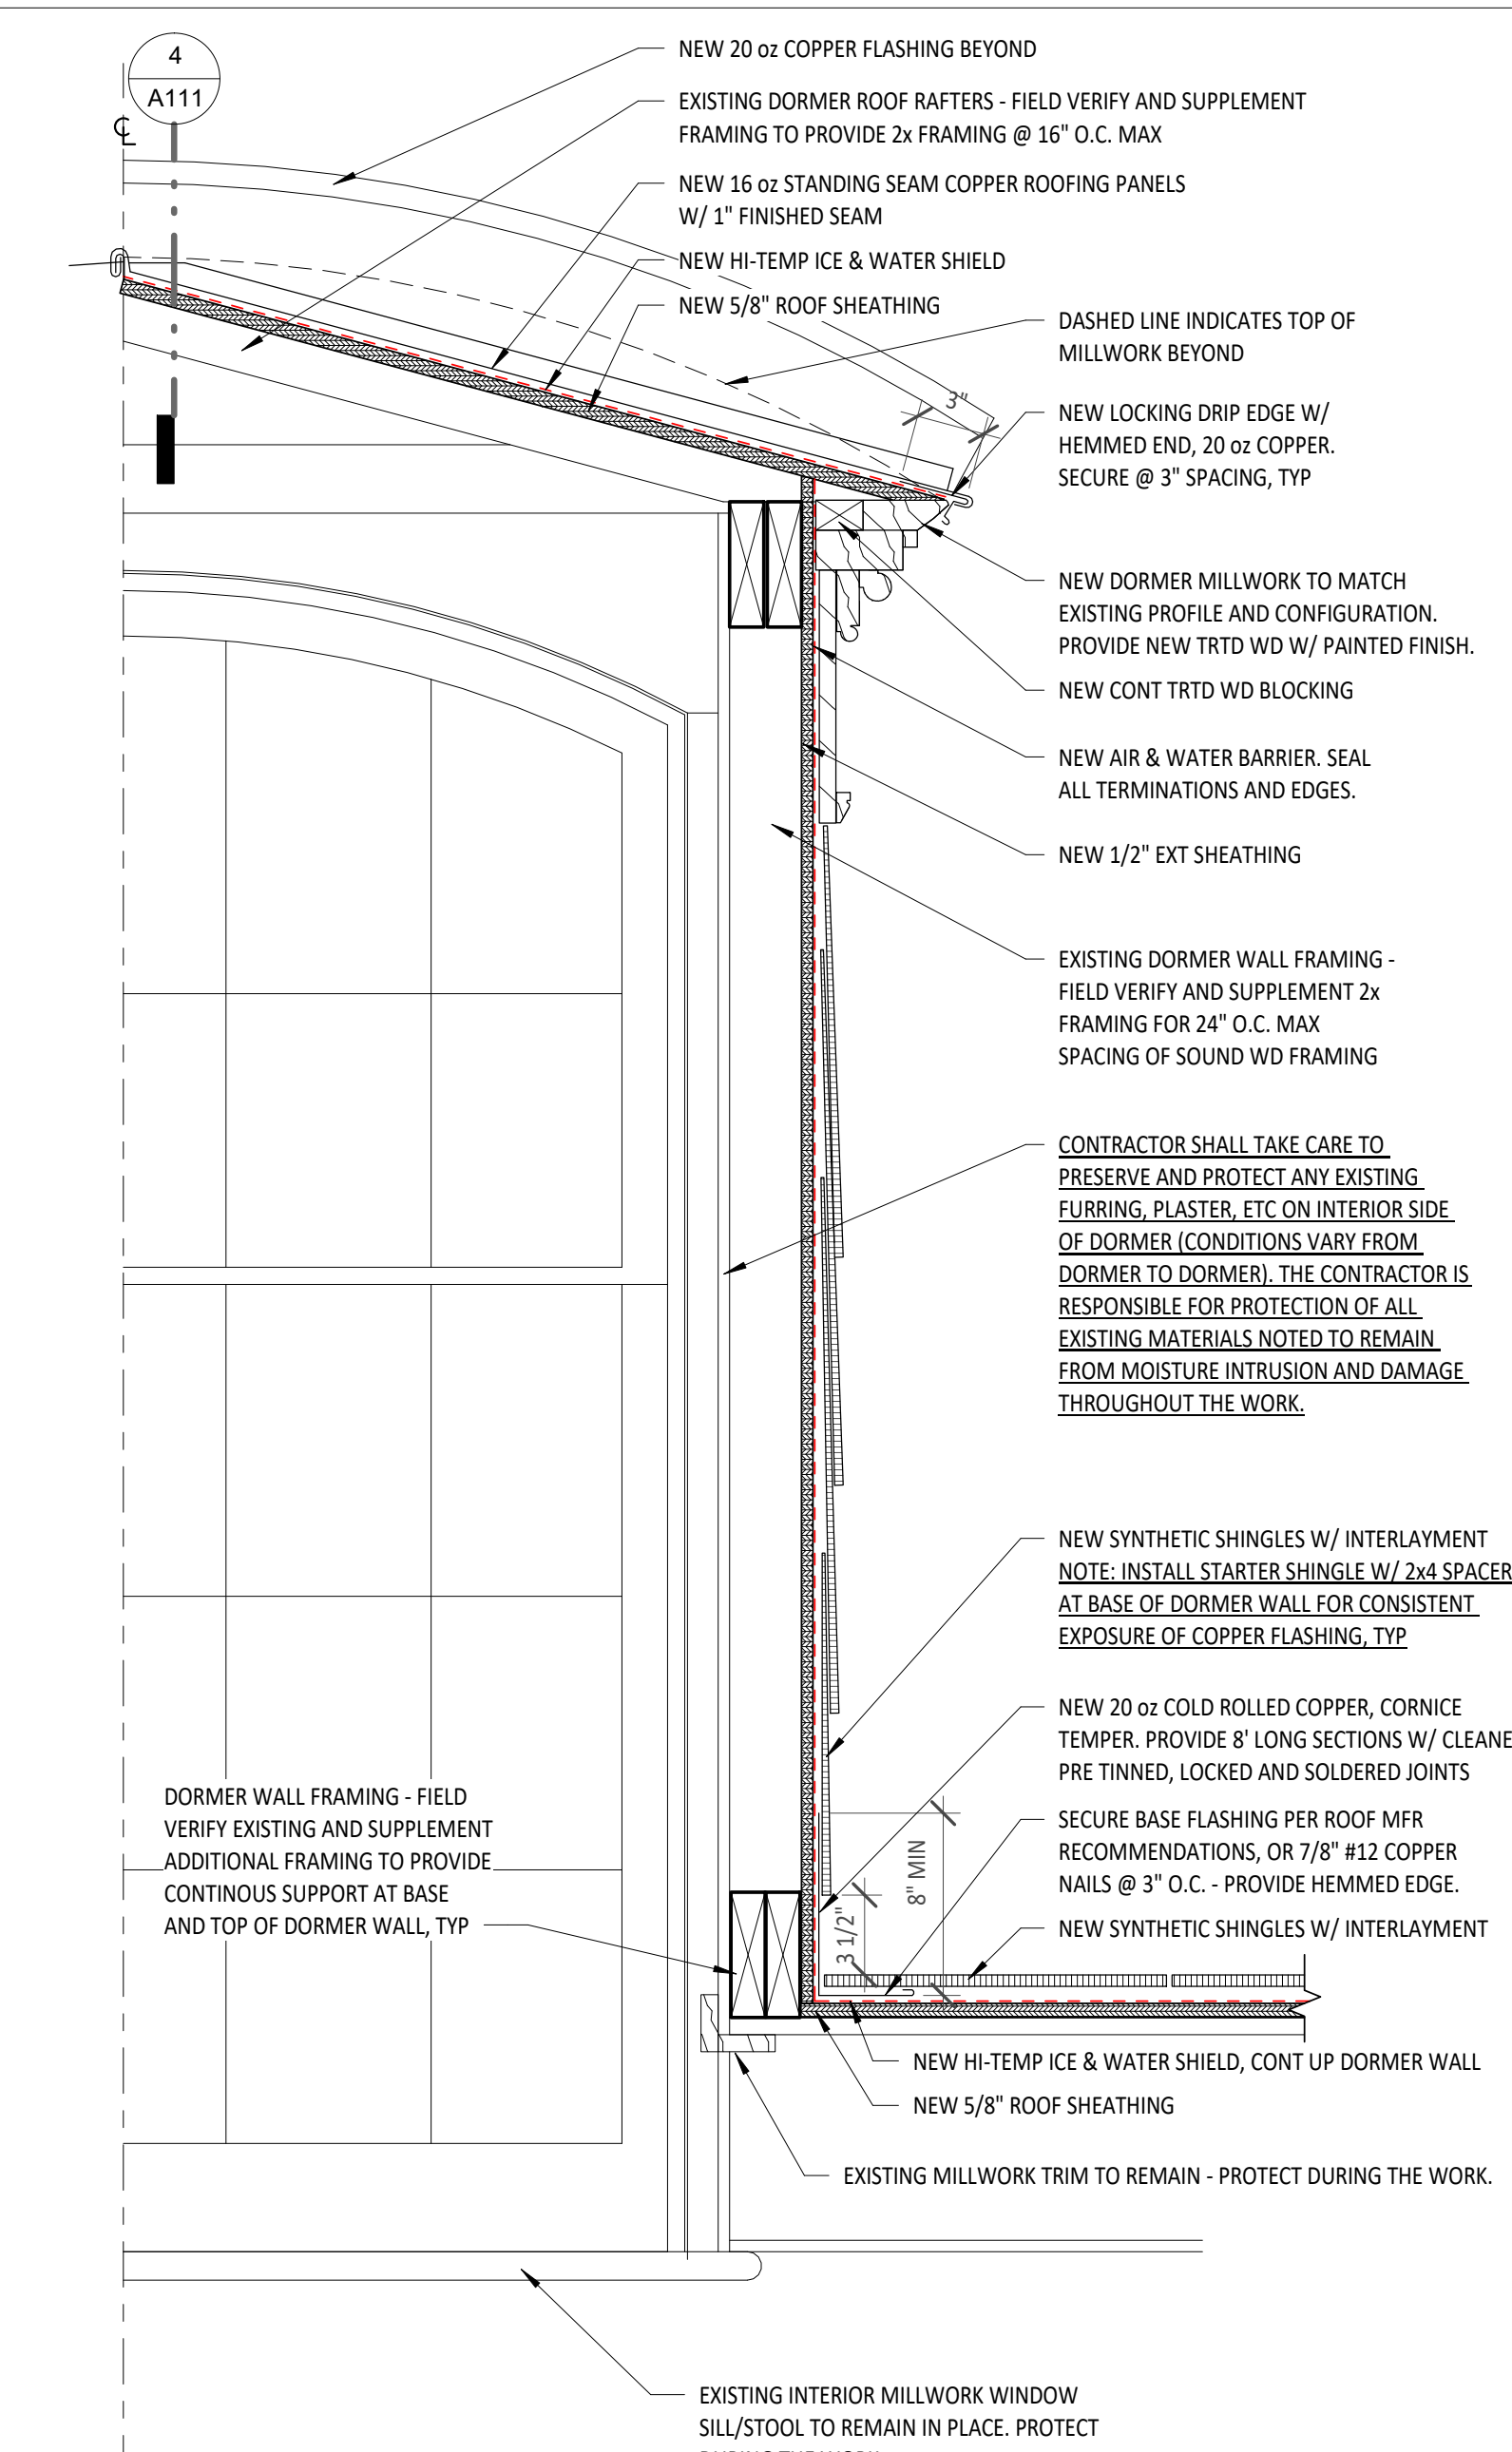 4
A111
CL
NEW 20 oz COPPER FLASHING BEYOND
EXISTING DORMER ROOF RAFTERS - FIELD VERIFY AND SUPPLEMENT
FRAMING TO PROVIDE 2x FRAMING @ 16" O.C. MAX
NEW 16 oz STANDING SEAM COPPER ROOFING PANELS
W/ 1" FINISHED SEAM
NEW HI-TEMP ICE & WATER SHIELD
NEW 5/8" ROOF SHEATHING
DASHED LINE INDICATES TOP OF
MILLWORK BEYOND
3"
NEW LOCKING DRIP EDGE W/
HEMMED END, 20 oz COPPER.
SECURE @ 3" SPACING, TYP
NEW DORMER MILLWORK TO MATCH
EXISTING PROFILE AND CONFIGURATION.
PROVIDE NEW TRTD WD W/ PAINTED FINISH.
NEW CONT TRTD WD BLOCKING
NEW AIR & WATER BARRIER. SEAL
ALL TERMINATIONS AND EDGES.
NEW 1/2" EXT SHEATHING
EXISTING DORMER WALL FRAMING -
FIELD VERIFY AND SUPPLEMENT 2x
FRAMING FOR 24" O.C. MAX
SPACING OF SOUND WD FRAMING
CONTRACTOR SHALL TAKE CARE TO
PRESERVE AND PROTECT ANY EXISTING
FURRING, PLASTER, ETC ON INTERIOR SIDE
OF DORMER (CONDITIONS VARY FROM
DORMER TO DORMER). THE CONTRACTOR IS
RESPONSIBLE FOR PROTECTION OF ALL
EXISTING MATERIALS NOTED TO REMAIN
FROM MOISTURE INTRUSION AND DAMAGE
THROUGHOUT THE WORK.
NEW SYNTHETIC SHINGLES W/ INTERLAYMENT
NOTE: INSTALL STARTER SHINGLE W/ 2x4 SPACER
AT BASE OF DORMER WALL FOR CONSISTENT
EXPOSURE OF COPPER FLASHING, TYP
NEW 20 oz COLD ROLLED COPPER, CORNICE
TEMPER. PROVIDE 8' LONG SECTIONS W/ CLEANE
PRE TINNED, LOCKED AND SOLDERED JOINTS
SECURE BASE FLASHING PER ROOF MFR
RECOMMENDATIONS, OR 7/8" #12 COPPER
NAILS @ 3" O.C. - PROVIDE HEMMED EDGE.
NEW SYNTHETIC SHINGLES W/ INTERLAYMENT
8" MIN
3 1/2"
DORMER WALL FRAMING - FIELD
VERIFY EXISTING AND SUPPLEMENT
ADDITIONAL FRAMING TO PROVIDE
CONTINOUS SUPPORT AT BASE
AND TOP OF DORMER WALL, TYP
NEW HI-TEMP ICE & WATER SHIELD, CONT UP DORMER WALL
NEW 5/8" ROOF SHEATHING
EXISTING MILLWORK TRIM TO REMAIN - PROTECT DURING THE WORK.
EXISTING INTERIOR MILLWORK WINDOW
SILL/STOOL TO REMAIN IN PLACE. PROTECT